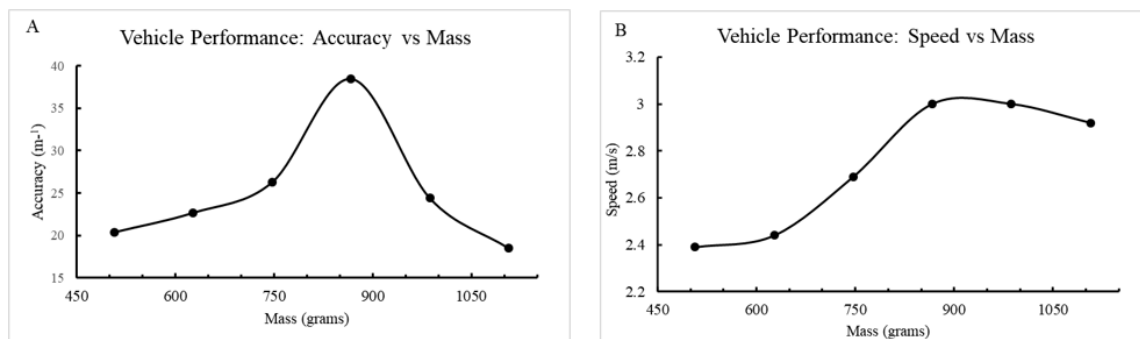 A
Vehicle Performance: Accuracy vs Mass
Accuracy (m⁻¹)
40
35
30
25
20
15
450 600 750 900 1050
Mass (grams)
B
Vehicle Performance: Speed vs Mass
Speed (m/s)
3.2
3
2.8
2.6
2.4
2.2
450 600 750 900 1050
Mass (grams)